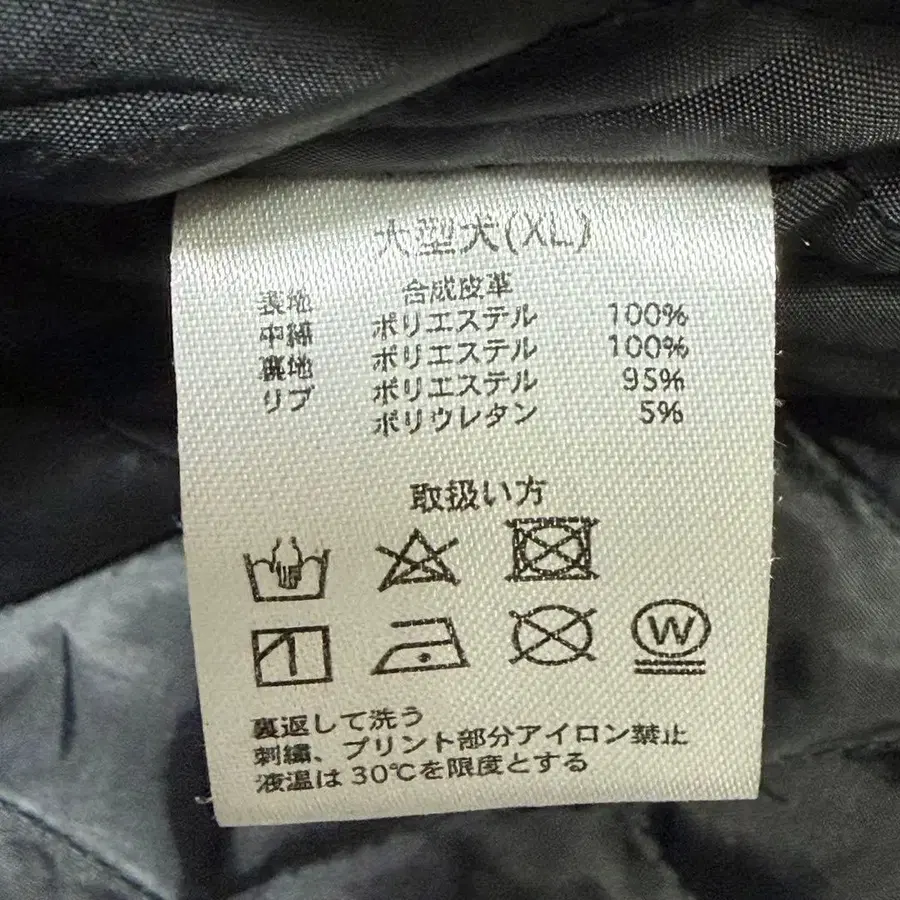 大型犬(XL)
表地 合成皮革
中綿 ポリエステル 100%
裏地 ポリエステル 100%
リブ ポリエステル 95%
ポリウレタン 5%
取扱い方
W
裏返して洗う
刺繍、プリント部分アイロン禁止
液温は30℃を限度とする